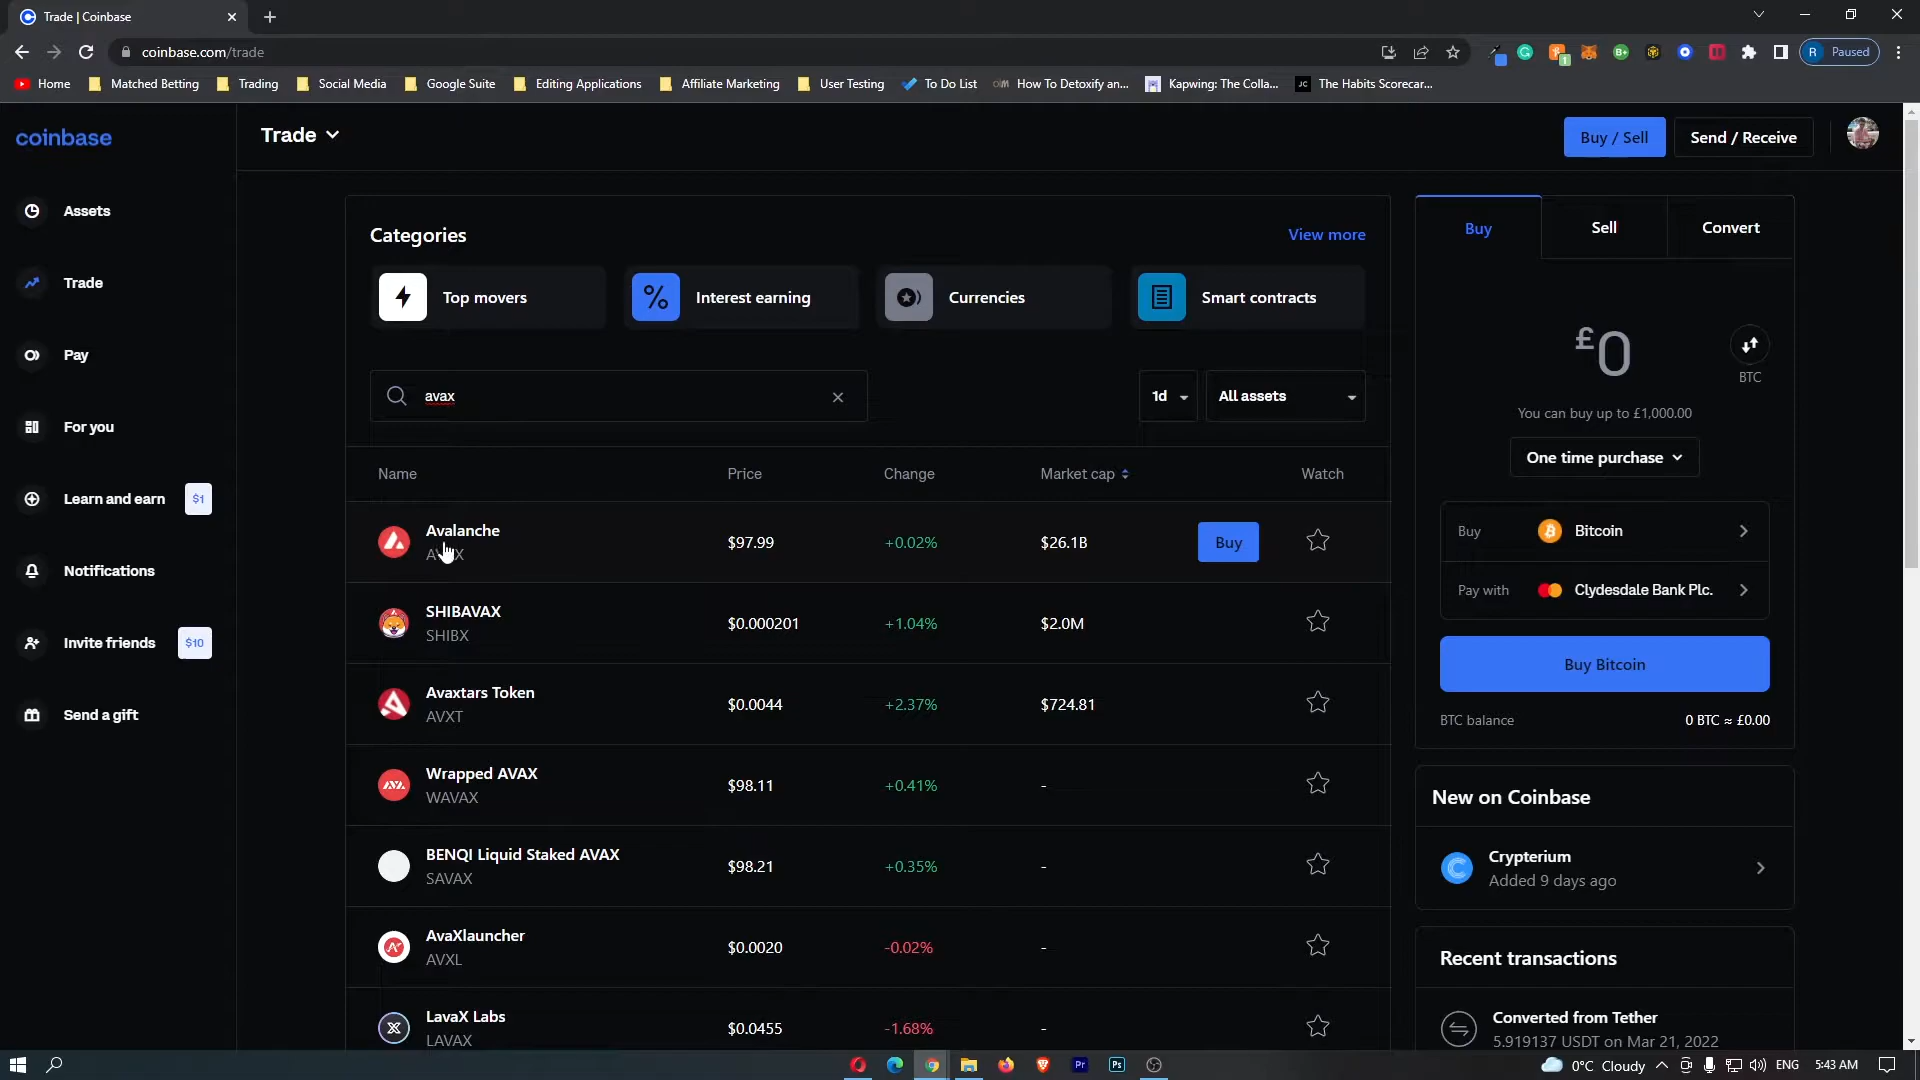 Trade | Coinbase
coinbase.com/trade
R Paused
Home Matched Betting Trading Social Media Google Suite Editing Applications Affiliate Marketing User Testing To Do List How To Detoxify an... Kapwing: The Colla... JC The Habits Scorecar...
coinbase
Trade
Buy / Sell
Send / Receive
Assets
Trade
Pay
For you
Learn and earn $1
Notifications
Invite friends $10
Send a gift
Categories
View more
Top movers
Interest earning
Currencies
Smart contracts
avax
1d
All assets
Name Price Change Market cap Watch
Avalanche
$97.99 +0.02% $26.1B Buy
SHIBAVAX
SHIBX
$0.000201 +1.04% $2.0M
Avaxtars Token
AVXT
$0.0044 +2.37% $724.81
Wrapped AVAX
WAVAX
$98.11 +0.41% -
BENQI Liquid Staked AVAX
SAVAX
$98.21 +0.35% -
AvaXlauncher
AVXL
$0.0020 -0.02% -
LavaX Labs
LAVAX
$0.0455 -1.68% -
Buy Sell Convert
£0
BTC
You can buy up to £1,000.00
One time purchase
Buy Bitcoin
Pay with Clydesdale Bank Plc.
Buy Bitcoin
BTC balance 0 BTC ≈ £0.00
New on Coinbase
Crypterium
Added 9 days ago
Recent transactions
Converted from Tether
5.919137 USDT on Mar 21, 2022
Pr Ps
0°C Cloudy ENG 5:43 AM